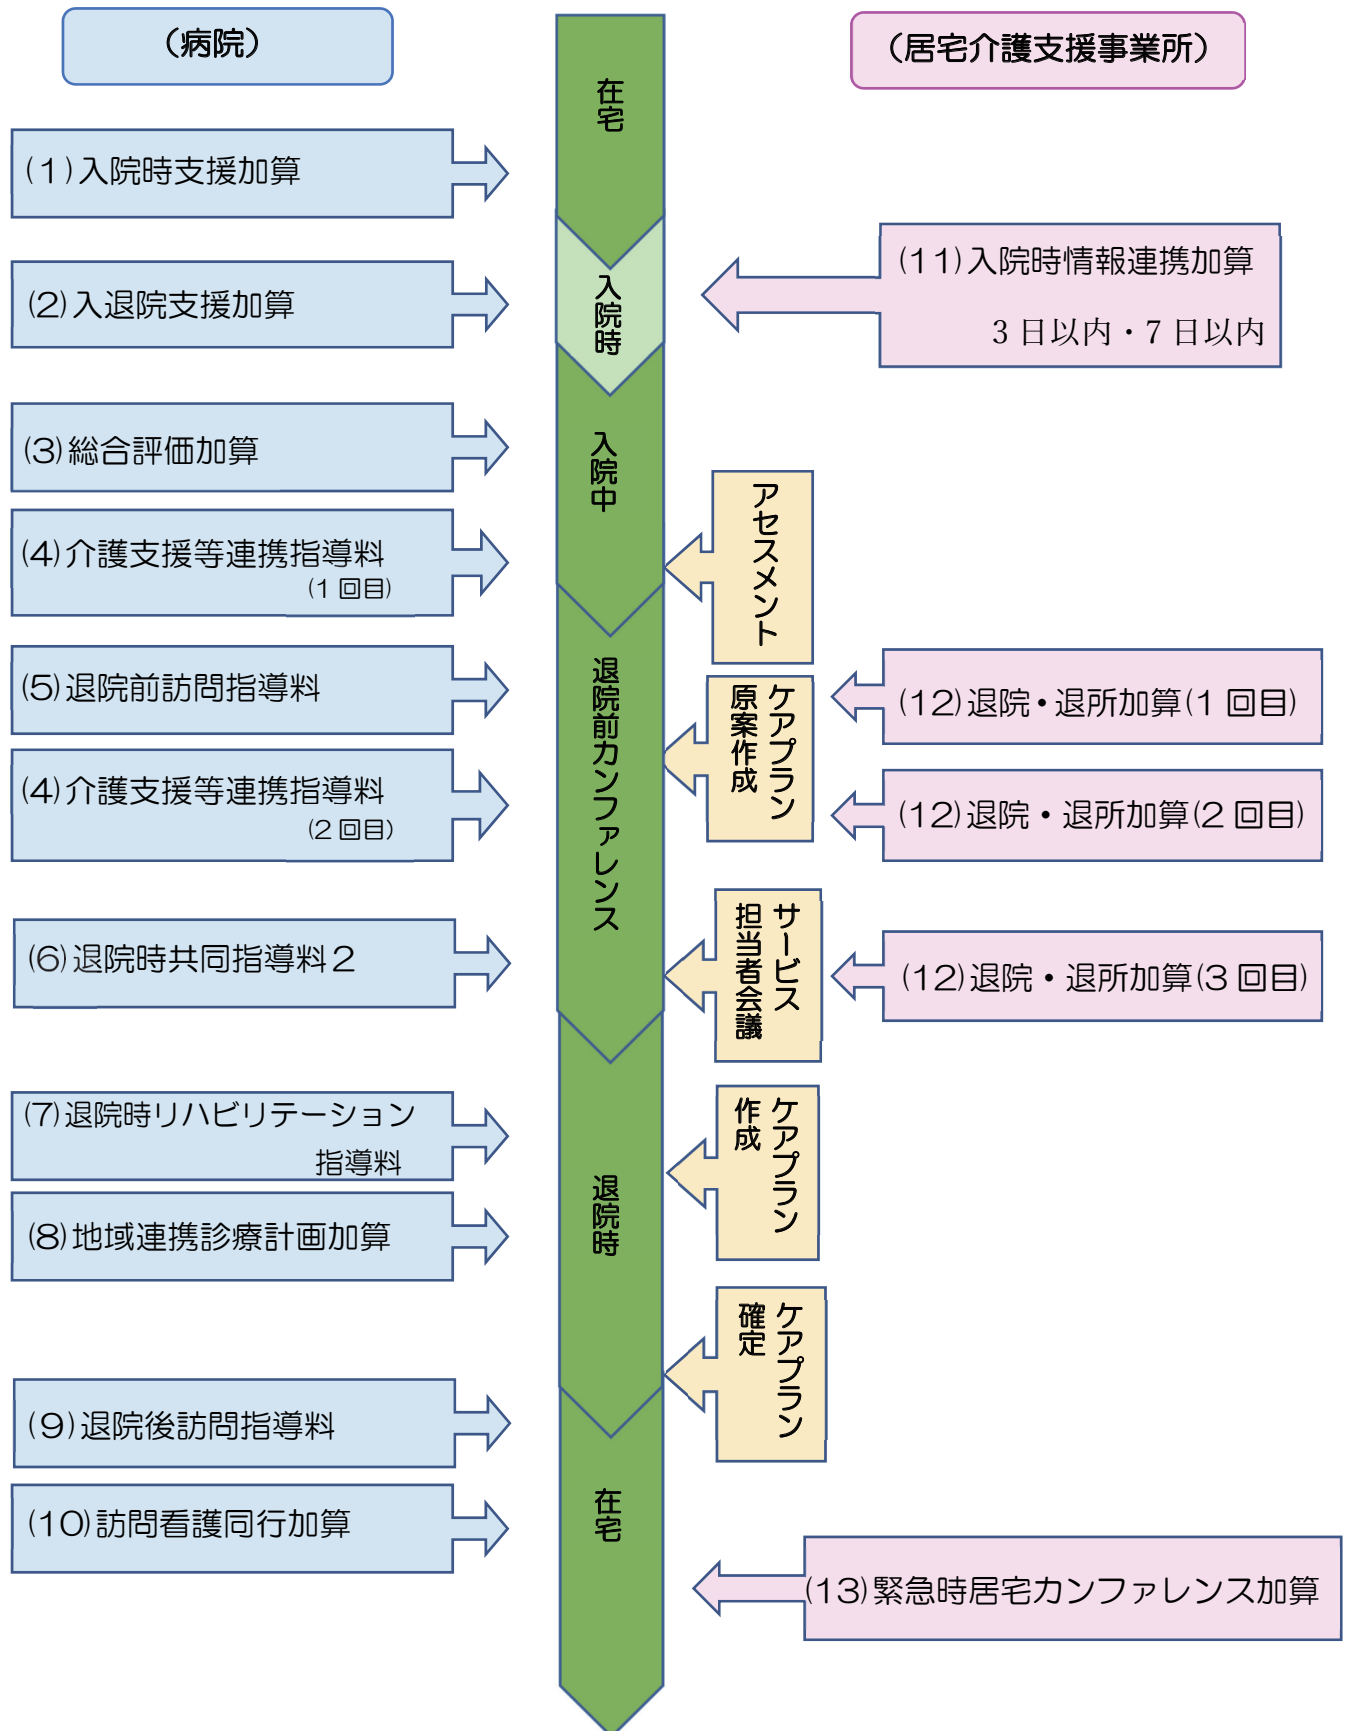 （病院）
(1)入院時支援加算
(2)入退院支援加算
(3)総合評価加算
(4)介護支援等連携指導料
(1回目)
(5)退院前訪問指導料
(4)介護支援等連携指導料
(2回目)
(6)退院時共同指導料２
(7)退院時リハビリテーション
指導料
(8)地域連携診療計画加算
(9)退院後訪問指導料
(10)訪問看護同行加算
在宅
入院時
入院中
退院前カンファレンス
退院時
在宅
アセスメント
ケアプラン
原案作成
サービス
担当者会議
ケアプラン
作成
ケアプラン
確定
（居宅介護支援事業所）
(11)入院時情報連携加算
3日以内・7日以内
(12)退院・退所加算(1回目)
(12)退院・退所加算(2回目)
(12)退院・退所加算(3回目)
(13)緊急時居宅カンファレンス加算